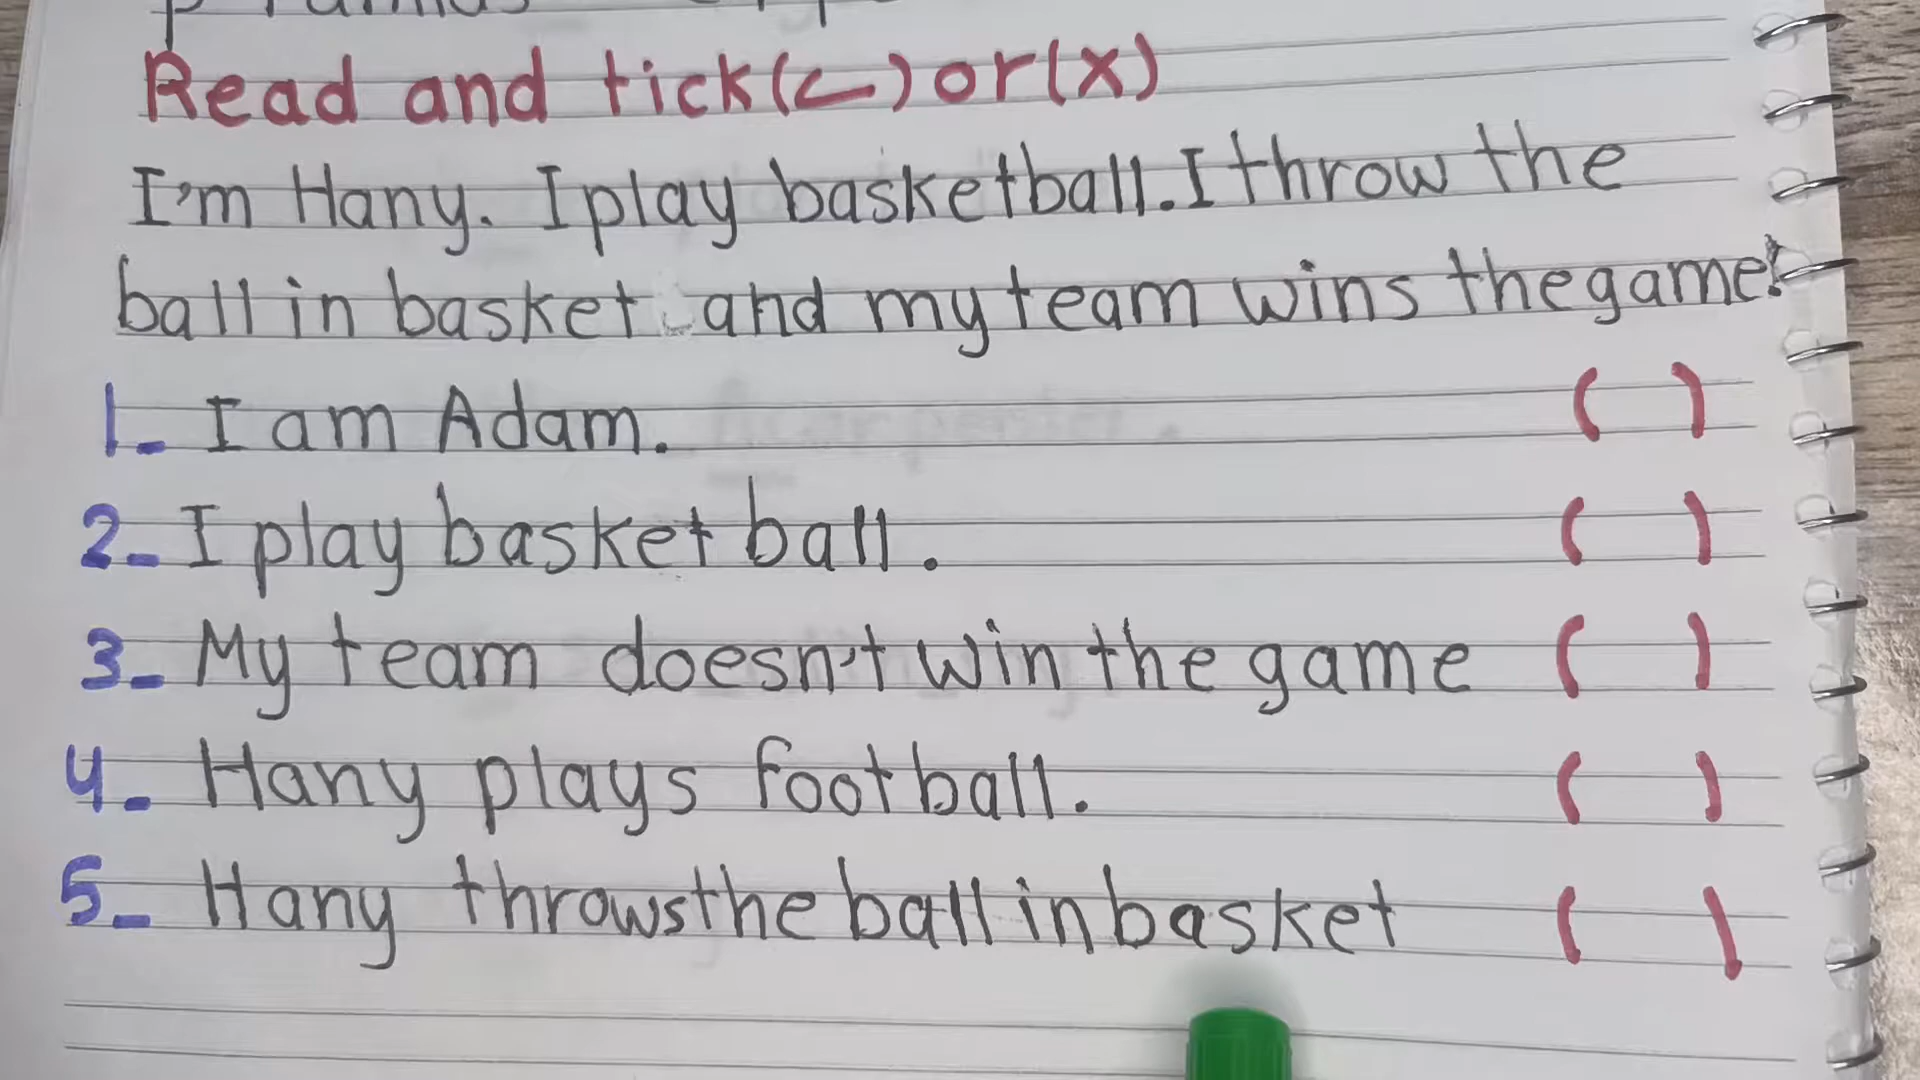 Read and tick (✓) or (x)
I'm Hany. I play basketball. I throw the
ball in basket and my team wins the game!
1- I am Adam. ( )
2- I play basket ball. ( )
3- My team doesn't win the game ( )
4- Hany plays football. ( )
5- Hany throws the ball in basket ( )